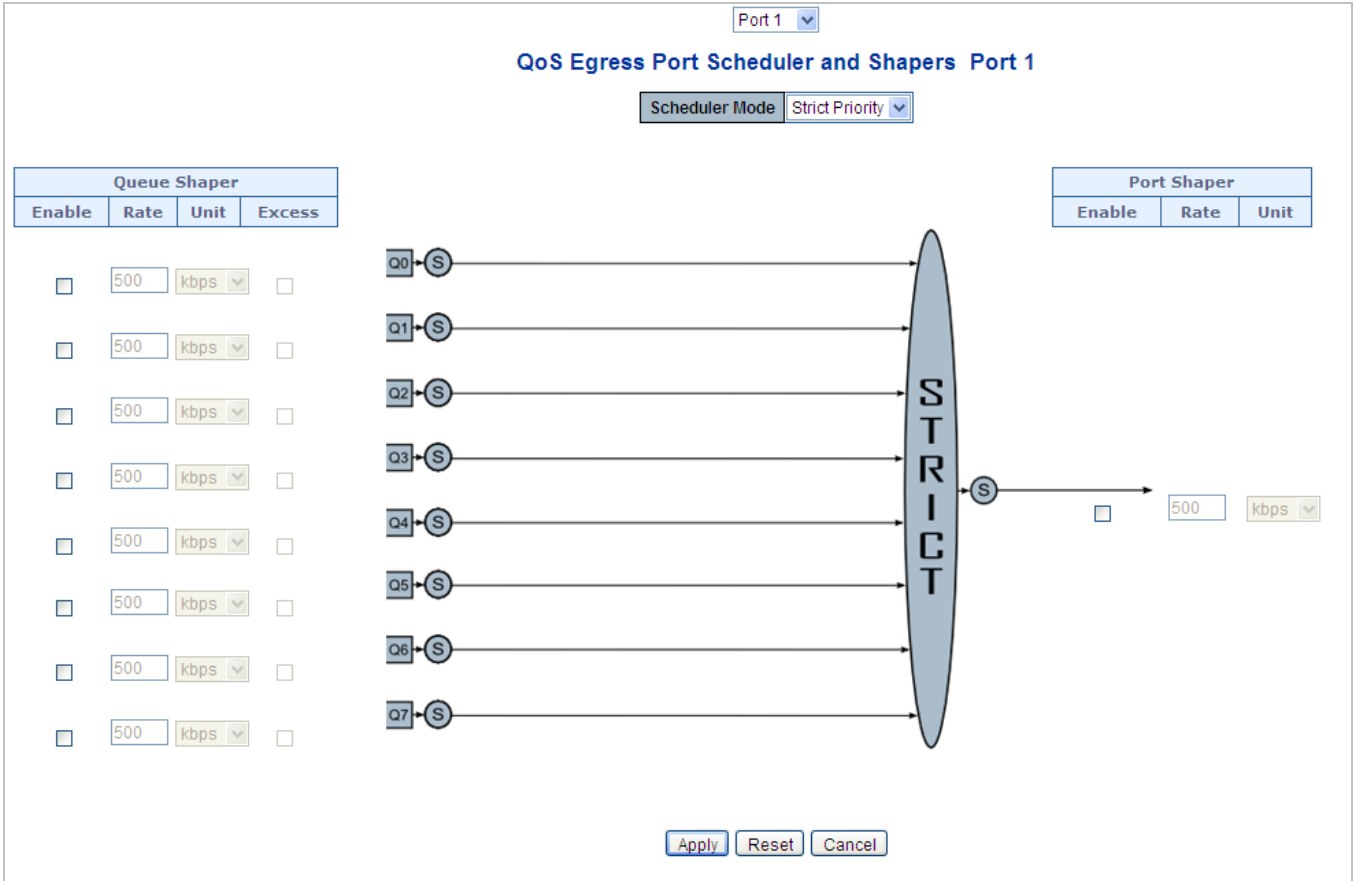 Port 1
QoS Egress Port Scheduler and Shapers Port 1
Scheduler Mode Strict Priority
Queue Shaper
Enable Rate Unit Excess
Port Shaper
Enable Rate Unit
500 kbps
Q0 S
500 kbps
Q1 S
500 kbps
Q2 S
500 kbps
Q3 S
500 kbps
Q4 S
500 kbps
Q5 S
500 kbps
Q6 S
500 kbps
Q7 S
STRICT
S
500 kbps
Apply Reset Cancel